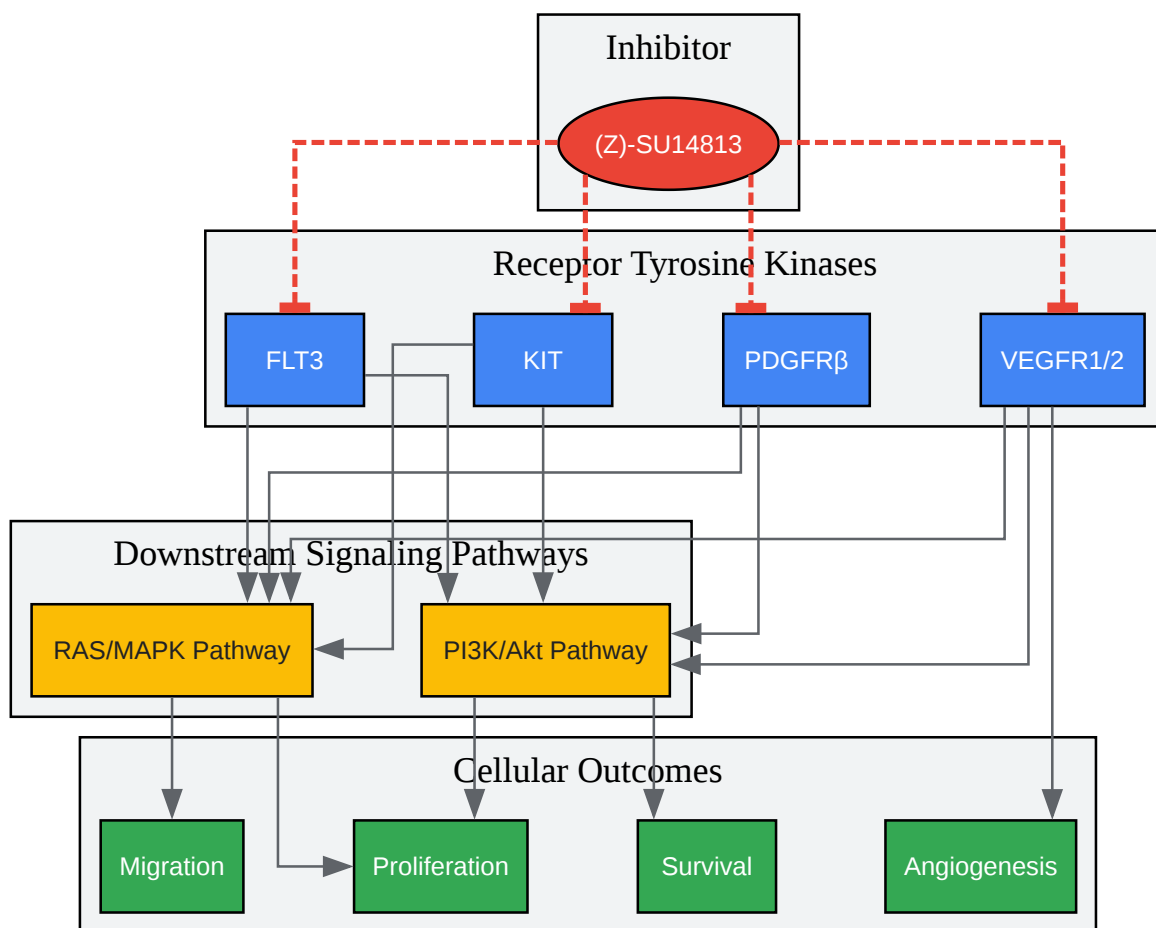 Inhibitor
(Z)-SU14813
Receptor Tyrosine Kinases
FLT3
KIT
PDGFRβ
VEGFR1/2
Downstream Signaling Pathways
RAS/MAPK Pathway
PI3K/Akt Pathway
Cellular Outcomes
Migration
Proliferation
Survival
Angiogenesis